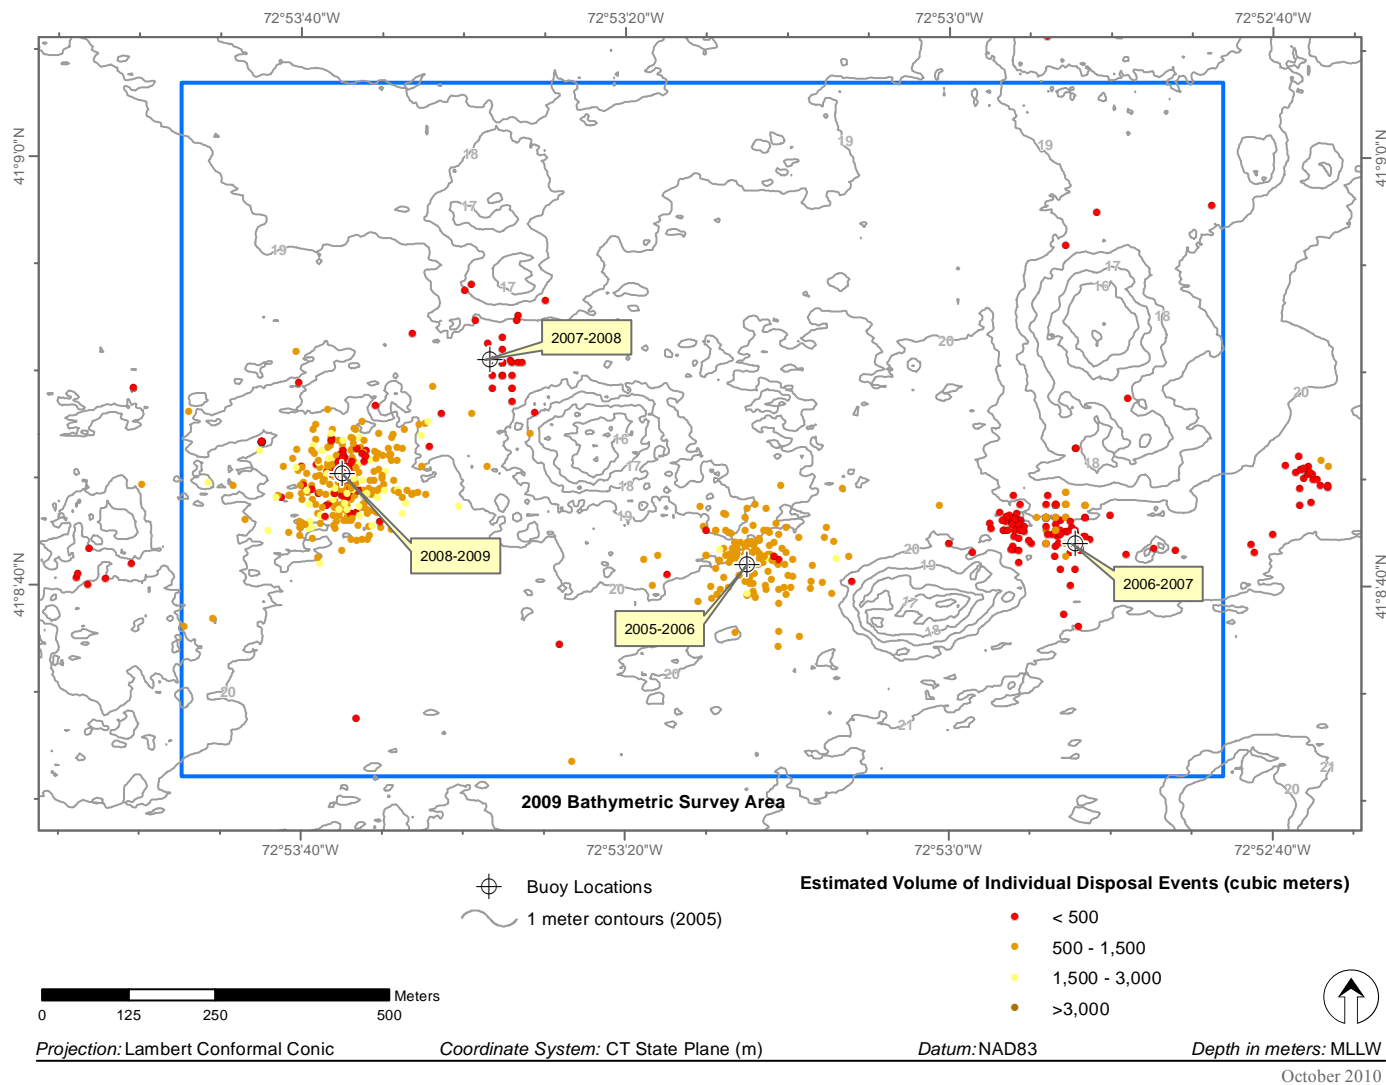 72°53'40"W 72°53'20"W 72°53'0"W 72°52'40"W
41°9'0"N 41°9'0"N
19
19
18
17
19
17
17
16
18
20
2007-2008
20
16
17
18
18
19
2008-2009
20
19
2006-2007
41°8'40"N 41°8'40"N
20
17
18
2005-2006
20
20
21
21
20
2009 Bathymetric Survey Area
72°53'40"W 72°53'20"W 72°53'0"W 72°52'40"W
Buoy Locations
1 meter contours (2005)
Estimated Volume of Individual Disposal Events (cubic meters)
< 500
500 - 1,500
1,500 - 3,000
>3,000
Meters
0 125 250 500
Projection: Lambert Conformal Conic Coordinate System: CT State Plane (m) Datum: NAD83 Depth in meters: MLLW
October 2010